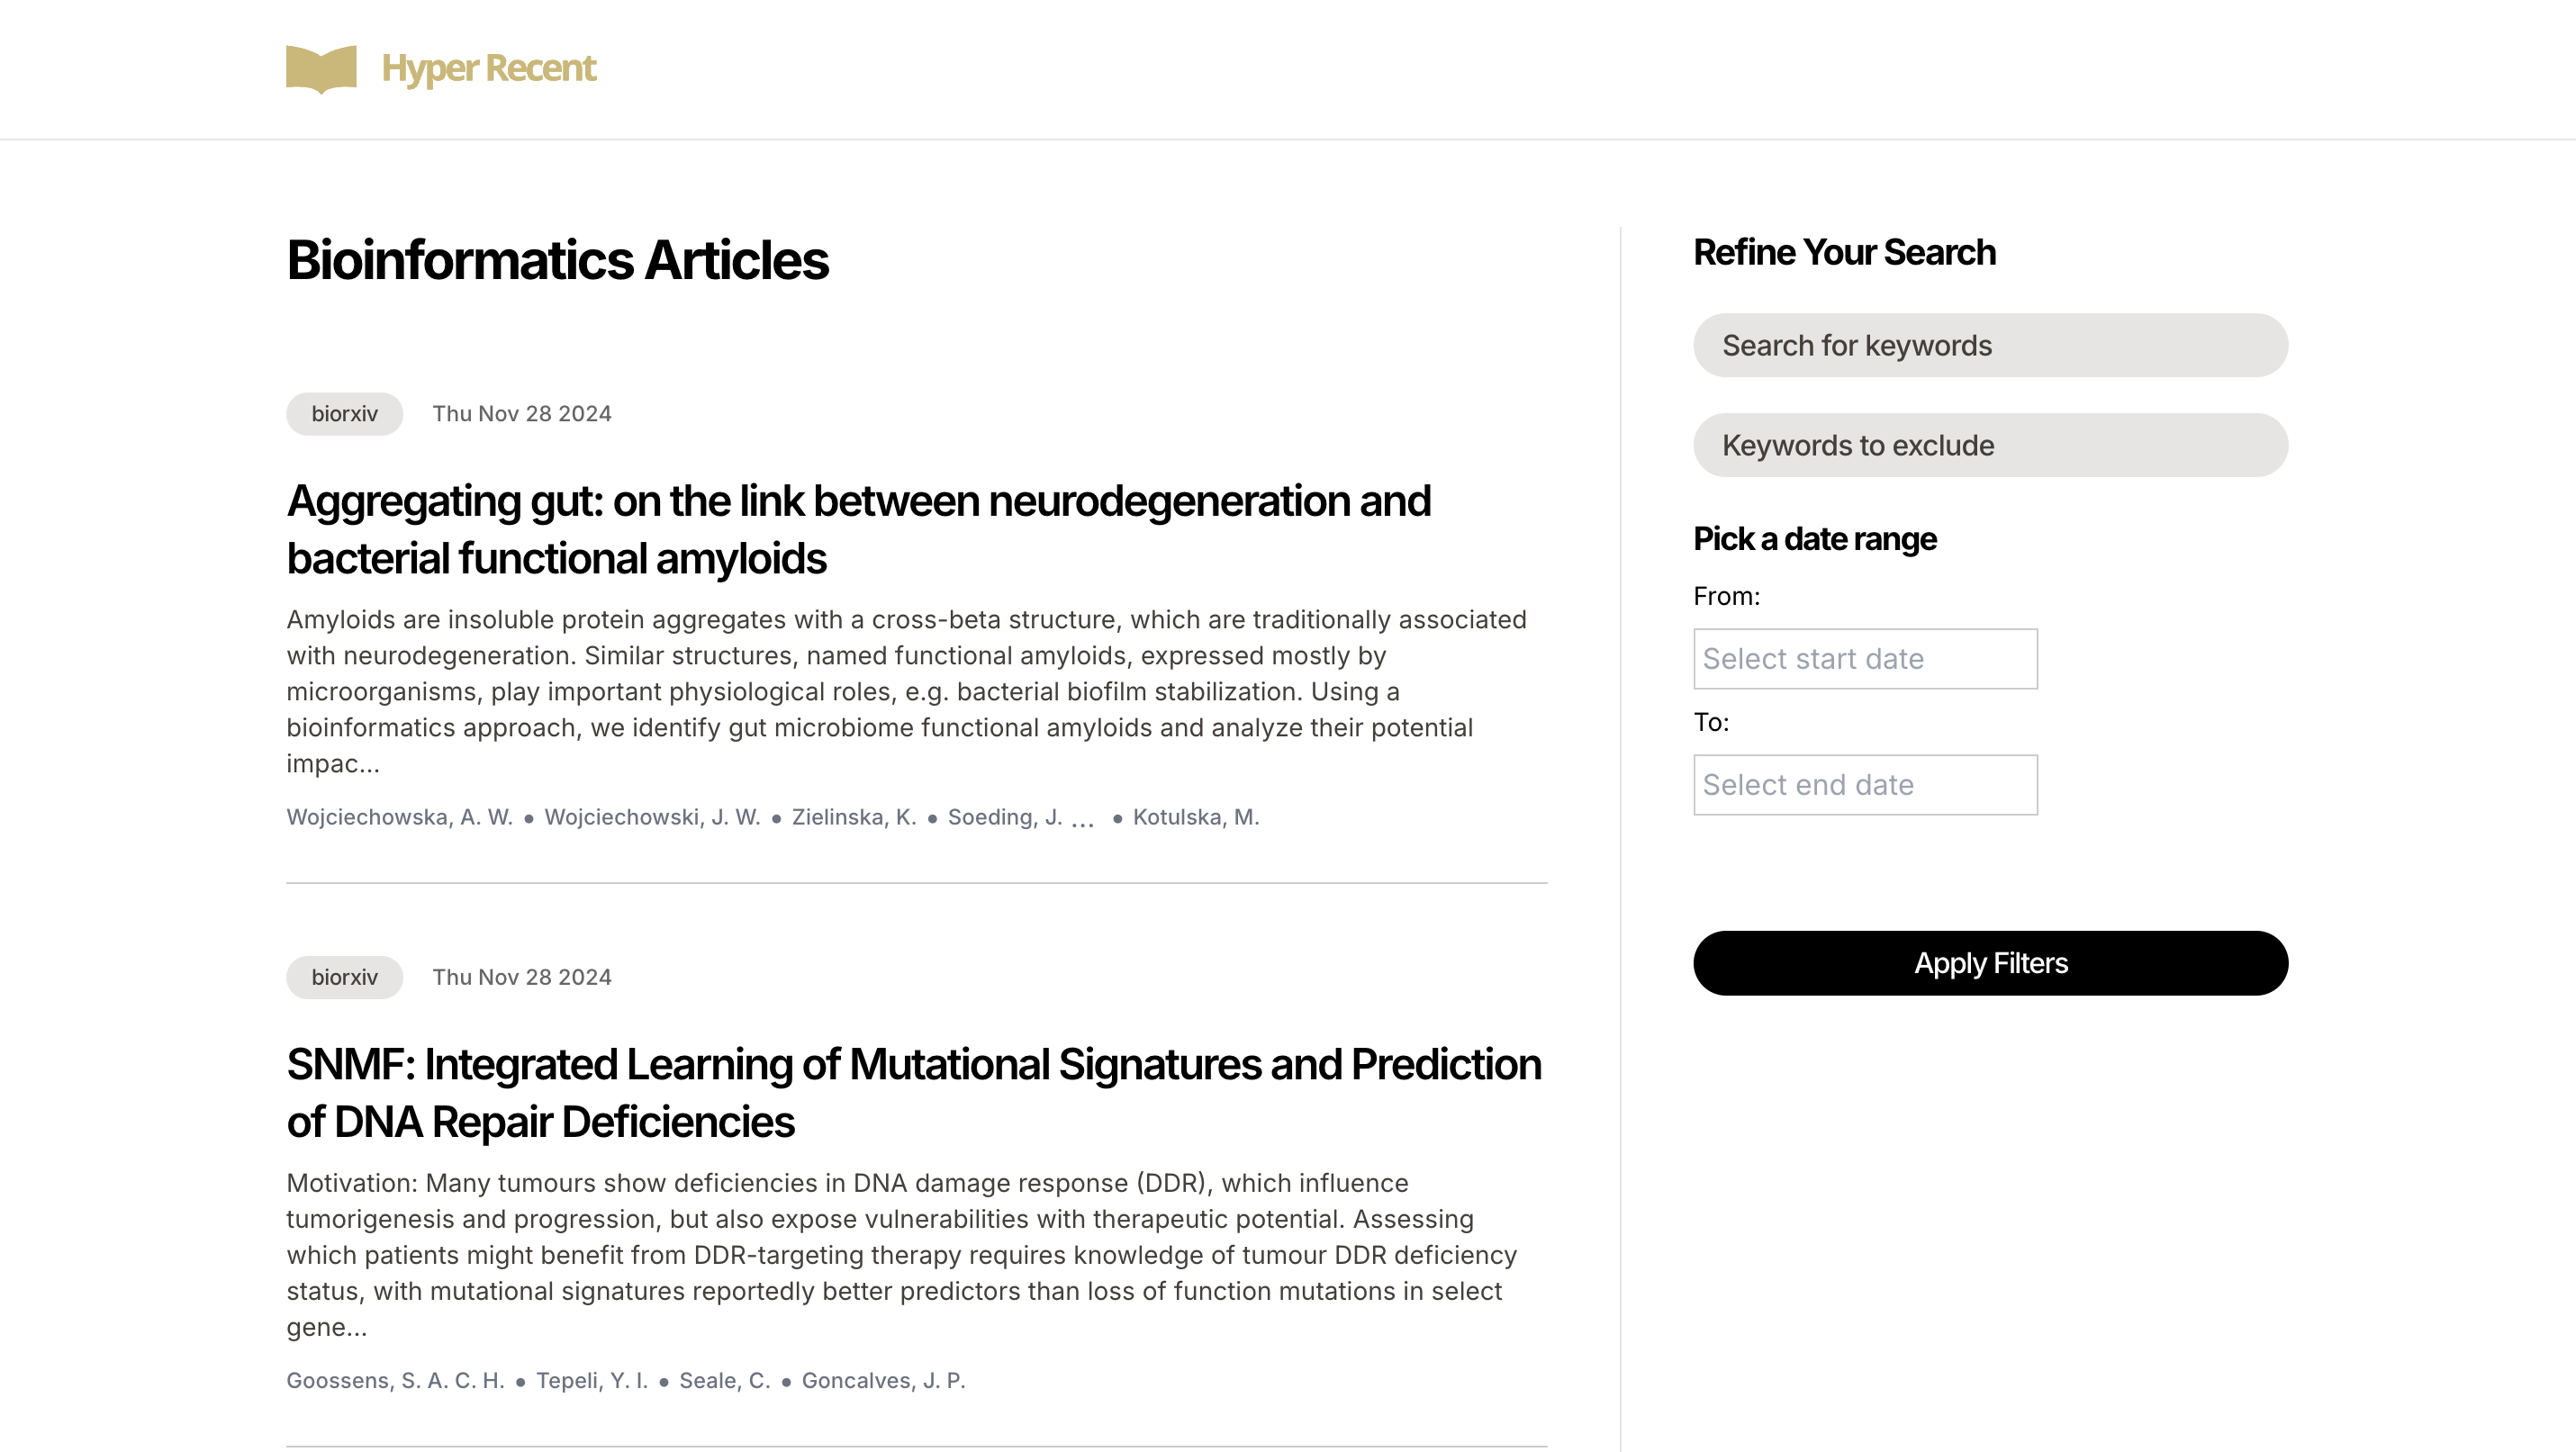 Hyper Recent
Bioinformatics Articles
biorxiv Thu Nov 28 2024
Aggregating gut: on the link between neurodegeneration and
bacterial functional amyloids
Amyloids are insoluble protein aggregates with a cross-beta structure, which are traditionally associated
with neurodegeneration. Similar structures, named functional amyloids, expressed mostly by
microorganisms, play important physiological roles, e.g. bacterial biofilm stabilization. Using a
bioinformatics approach, we identify gut microbiome functional amyloids and analyze their potential
impac...
Wojciechowska, A. W. ● Wojciechowski, J. W. ● Zielinska, K. ● Soeding, J. ... ● Kotulska, M.
biorxiv Thu Nov 28 2024
SNMF: Integrated Learning of Mutational Signatures and Prediction
of DNA Repair Deficiencies
Motivation: Many tumours show deficiencies in DNA damage response (DDR), which influence
tumorigenesis and progression, but also expose vulnerabilities with therapeutic potential. Assessing
which patients might benefit from DDR-targeting therapy requires knowledge of tumour DDR deficiency
status, with mutational signatures reportedly better predictors than loss of function mutations in select
gene...
Goossens, S. A. C. H. ● Tepeli, Y. I. ● Seale, C. ● Goncalves, J. P.
Refine Your Search
Search for keywords
Keywords to exclude
Pick a date range
From:
Select start date
To:
Select end date
Apply Filters